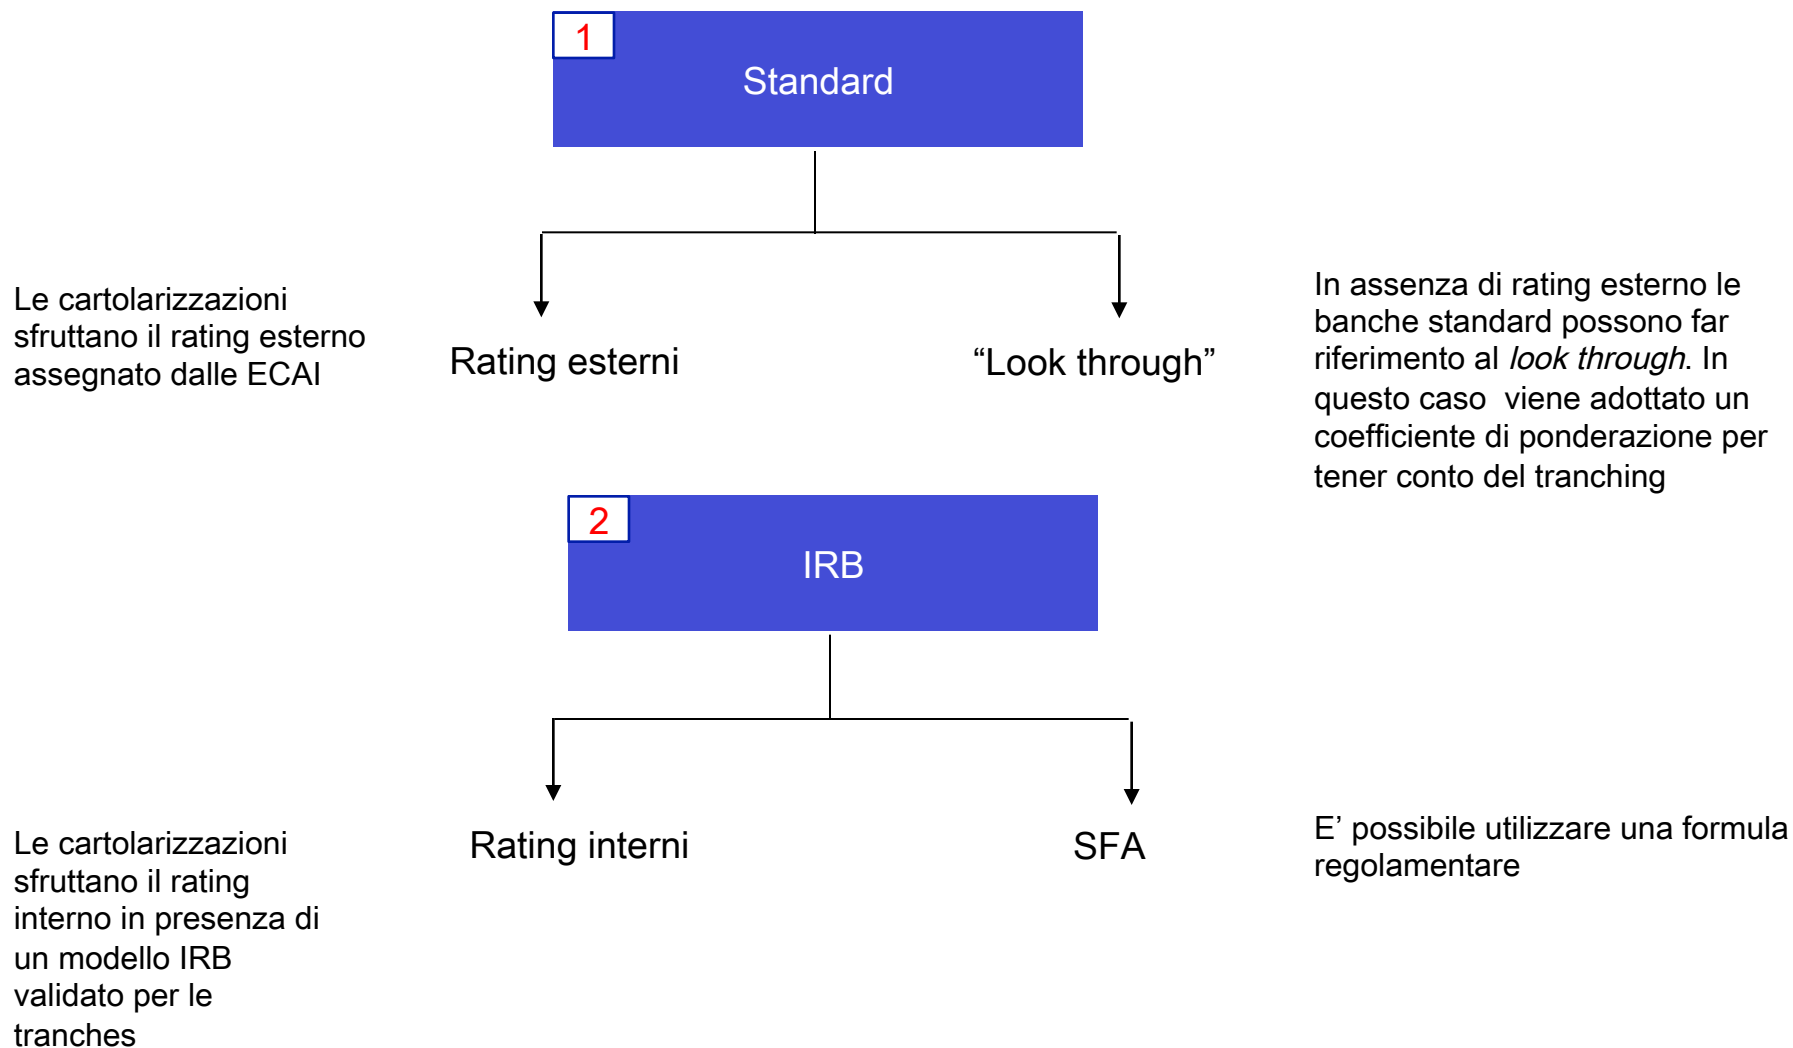 1
Standard
Le cartolarizzazioni
sfruttano il rating esterno
assegnato dalle ECAI
Rating esterni
“Look through”
In assenza di rating esterno le
banche standard possono far
riferimento al look through. In
questo caso viene adottato un
coefficiente di ponderazione per
tener conto del tranching
2
IRB
Le cartolarizzazioni
sfruttano il rating
interno in presenza di
un modello IRB
validato per le
tranches
Rating interni
SFA
E’ possibile utilizzare una formula
regolamentare